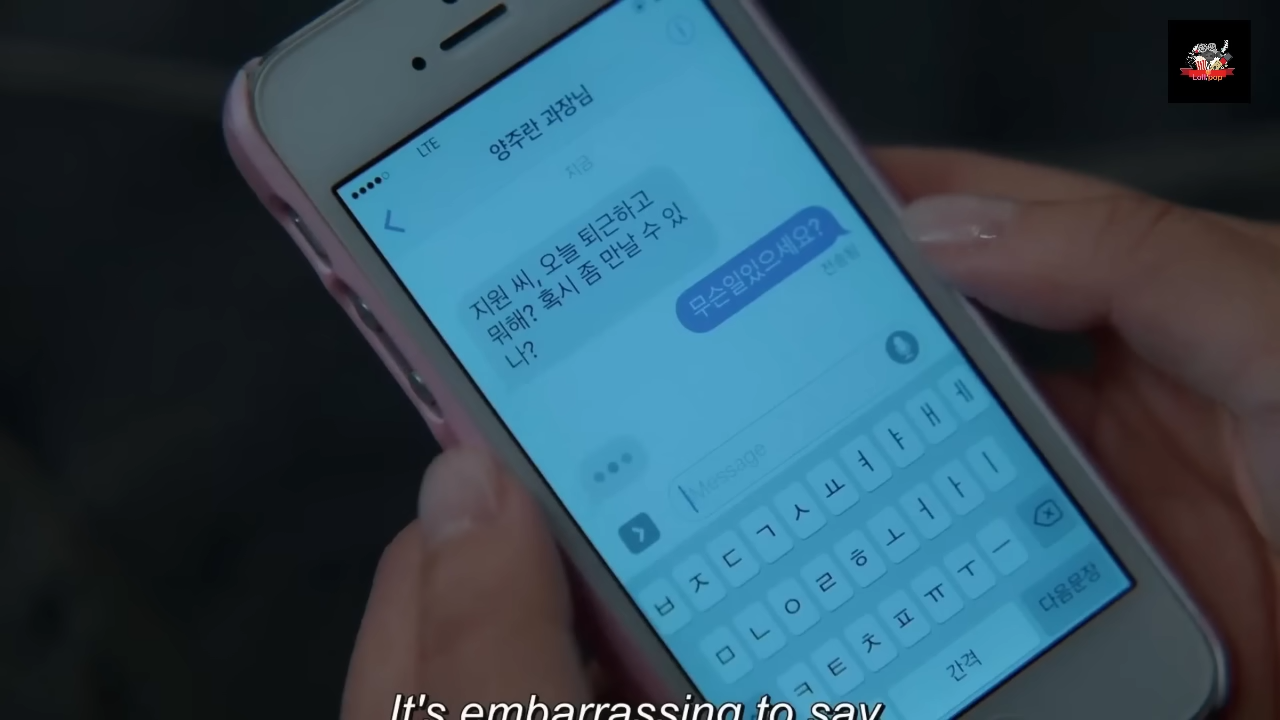 LTE
양주란 과장님
지금
지원 씨, 오늘 퇴근하고
뭐해? 혹시 좀 만날 수 있
나?
무슨일있으세요?
전송됨
Message
ㅂ ㅈ ㄷ ㄱ ㅅ ㅛ ㅕ ㅑ ㅐ ㅔ
ㅁ ㄴ ㅇ ㄹ ㅎ ㅗ ㅓ ㅏ ㅣ
ㅋ ㅌ ㅊ ㅍ ㅠ ㅜ ㅡ
간격
다음문장
It's embarrassing to say
Lollipop